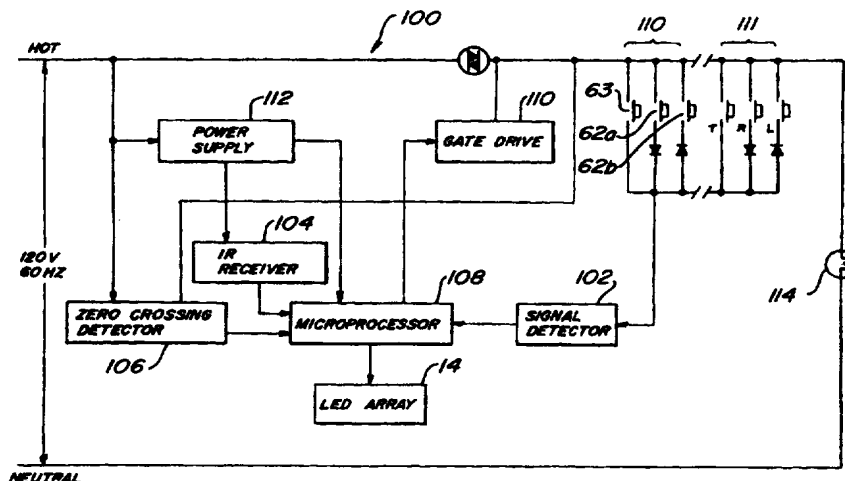 100
110
111
HOT
112
110
63
62a
62b
T
R
L
POWER
SUPPLY
GATE DRIVE
104
IR
RECEIVER
120V
60HZ
108
102
114
ZERO CROSSING
DETECTOR
MICROPROCESSOR
SIGNAL
DETECTOR
106
14
LED ARRAY
NEUTRAL